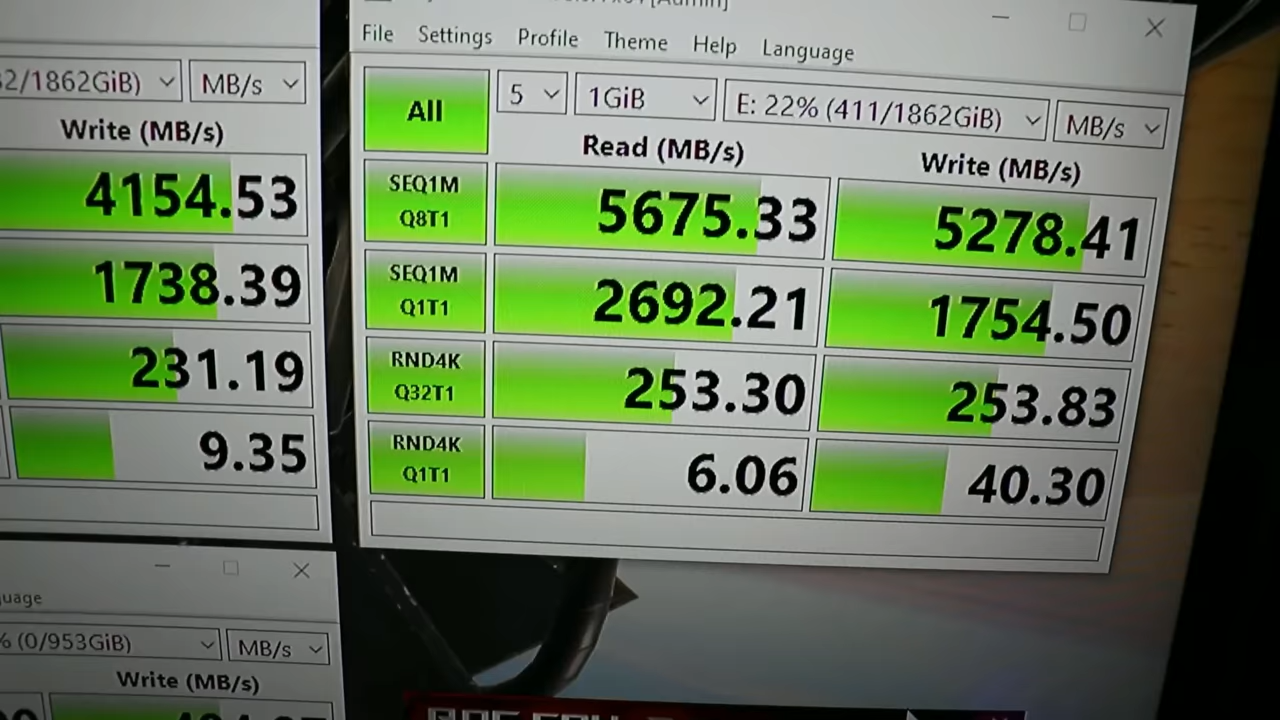 File Settings Profile Theme Help Language
2/1862GiB) MB/s
Write (MB/s)
4154.53
1738.39
231.19
9.35
All 5 1GiB E: 22% (411/1862GiB) MB/s
Read (MB/s) Write (MB/s)
SEQ1M
Q8T1
5675.33 5278.41
SEQ1M
Q1T1
2692.21 1754.50
RND4K
Q32T1
253.30 253.83
RND4K
Q1T1
6.06 40.30
% (0/953GiB) MB/s
Write (MB/s)